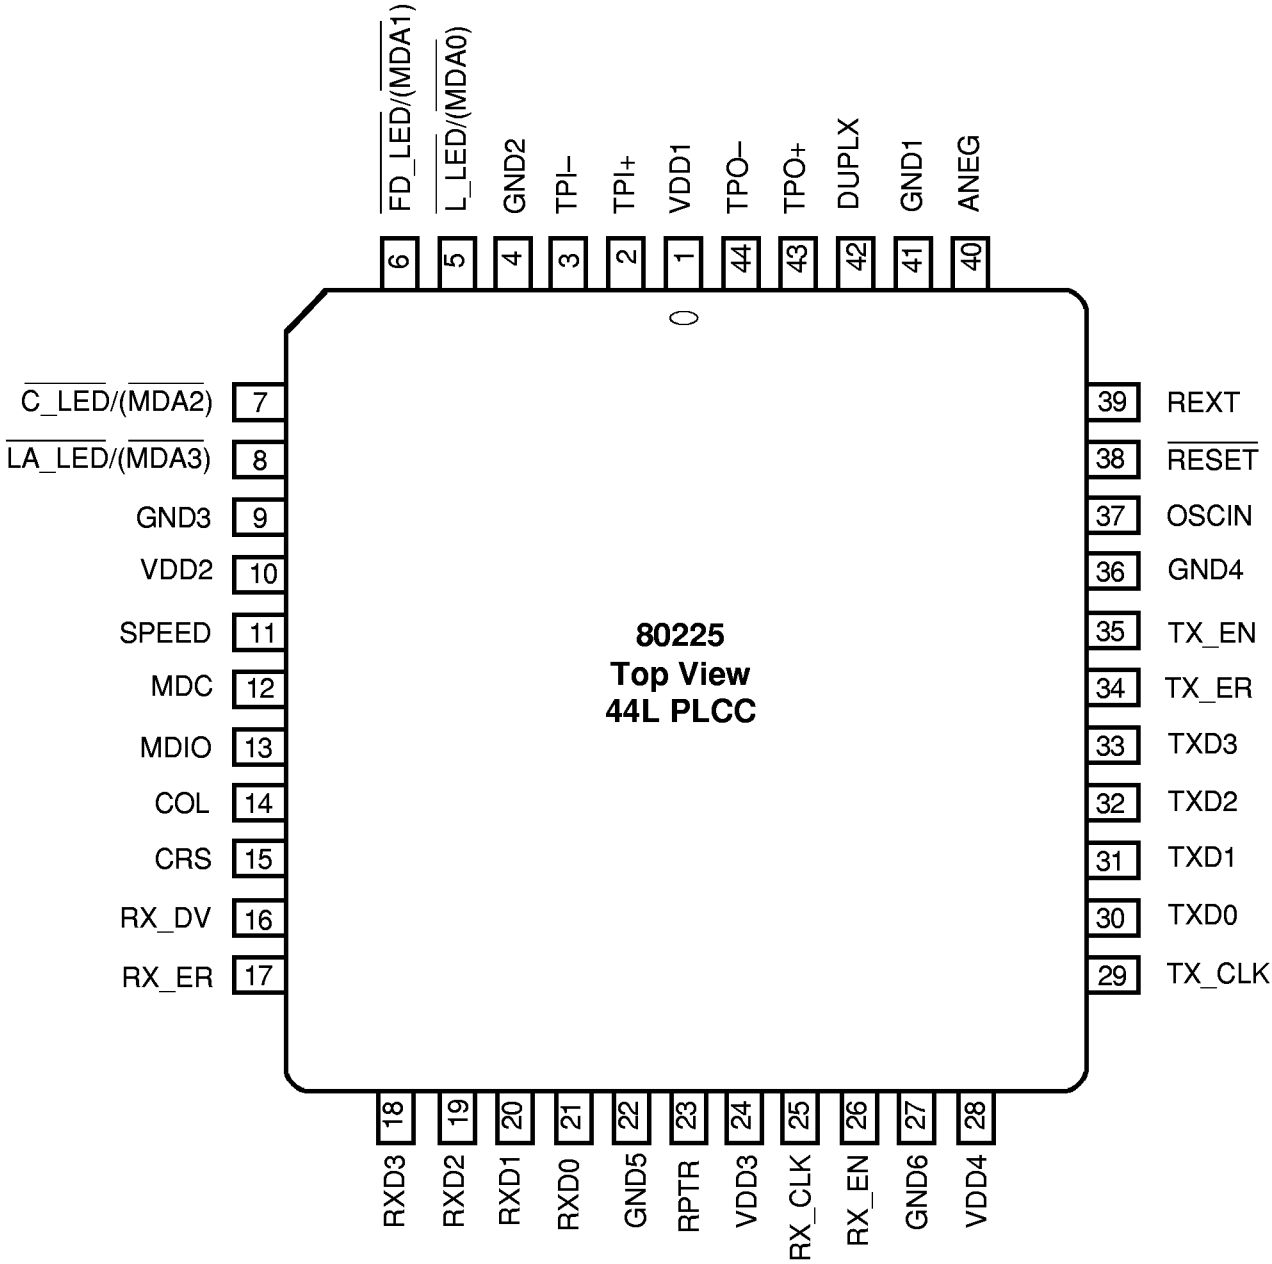 FD_LED/(MDA1)
L_LED/(MDA0)
GND2
TPI–
TPI+
VDD1
TPO–
TPO+
DUPLX
GND1
ANEG
6
5
4
3
2
1
44
43
42
41
40
C_LED/(MDA2) 7
LA_LED/(MDA3) 8
GND3 9
VDD2 10
SPEED 11
MDC 12
MDIO 13
COL 14
CRS 15
RX_DV 16
RX_ER 17
80225
Top View
44L PLCC
39 REXT
38 RESET
37 OSCIN
36 GND4
35 TX_EN
34 TX_ER
33 TXD3
32 TXD2
31 TXD1
30 TXD0
29 TX_CLK
18
19
20
21
22
23
24
25
26
27
28
RXD3
RXD2
RXD1
RXD0
GND5
RPTR
VDD3
RX_CLK
RX_EN
GND6
VDD4